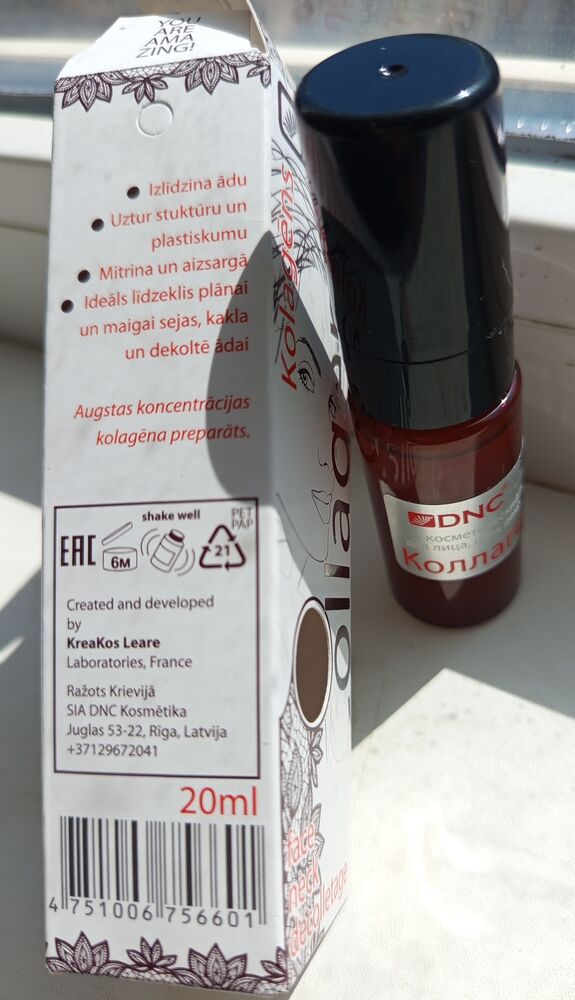 YOU
ARE
AMA
ZING!
Izlīdzina ādu
Uztur stuktūru un
plastiskumu
Mitrina un aizsargā
Ideāls līdzeklis plānai
un maigai sejas, kakla
un dekoltē ādai
Augstas koncentrācijas
kolagēna preparāts.
shake well
PET
PAP
EAC
6м
21
Created and developed
by
KreaKos Leare
Laboratories, France
Ražots Krievijā
SIA DNC Kosmētika
Juglas 53-22, Rīga, Latvija
+37129672041
20ml
4 751006 756601
Kolagēns
face
neck
decolletage
DNC
для лица,